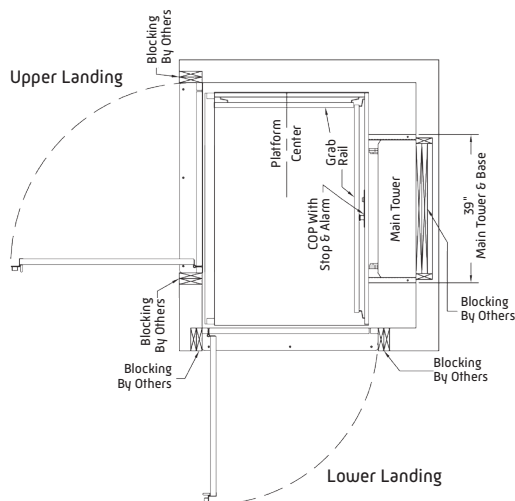 Blocking
By Others
Upper Landing
Platform
Center
Grab
Rail
COP With
Stop & Alarm
Main Tower
39"
Main Tower & Base
Blocking
By Others
Blocking
By Others
Blocking
By Others
Blocking
By Others
Lower Landing